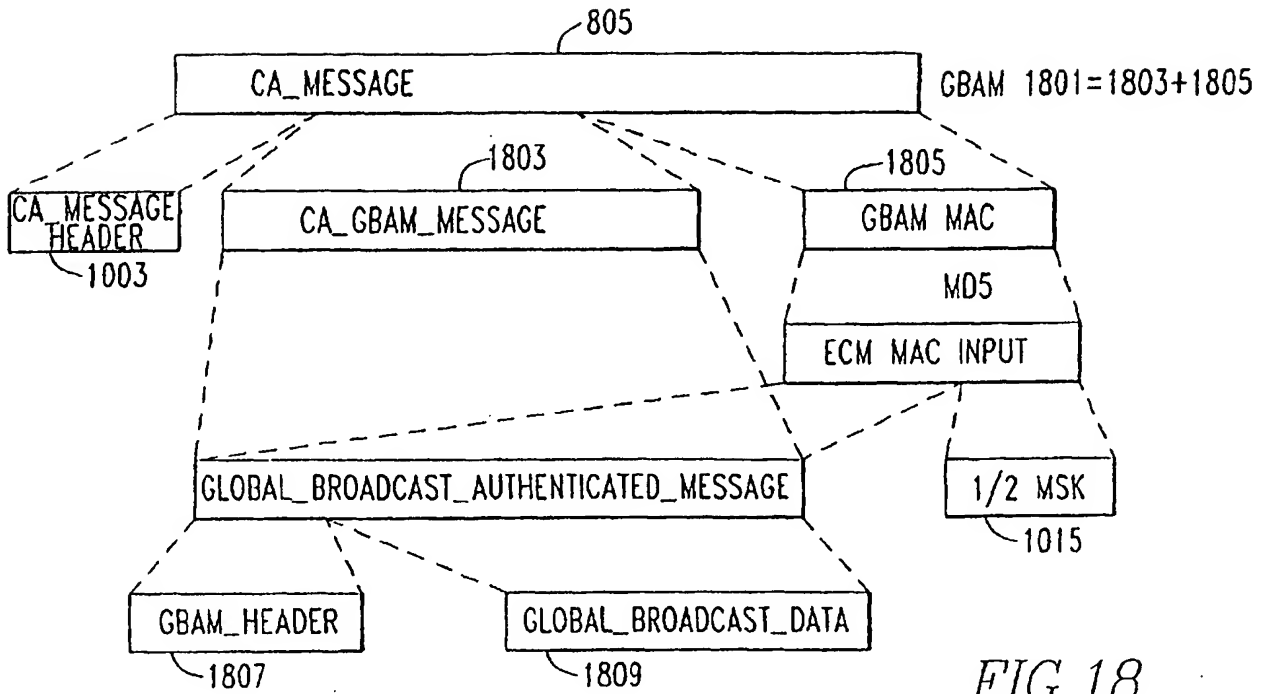 805
CA_MESSAGE
GBAM 1801=1803+1805
1803
1805
CA_MESSAGE
HEADER
CA_GBAM_MESSAGE
GBAM MAC
1003
MD5
ECM MAC INPUT
GLOBAL_BROADCAST_AUTHENTICATED_MESSAGE
1/2 MSK
1015
GBAM_HEADER
GLOBAL_BROADCAST_DATA
1807
1809
FIG. 18